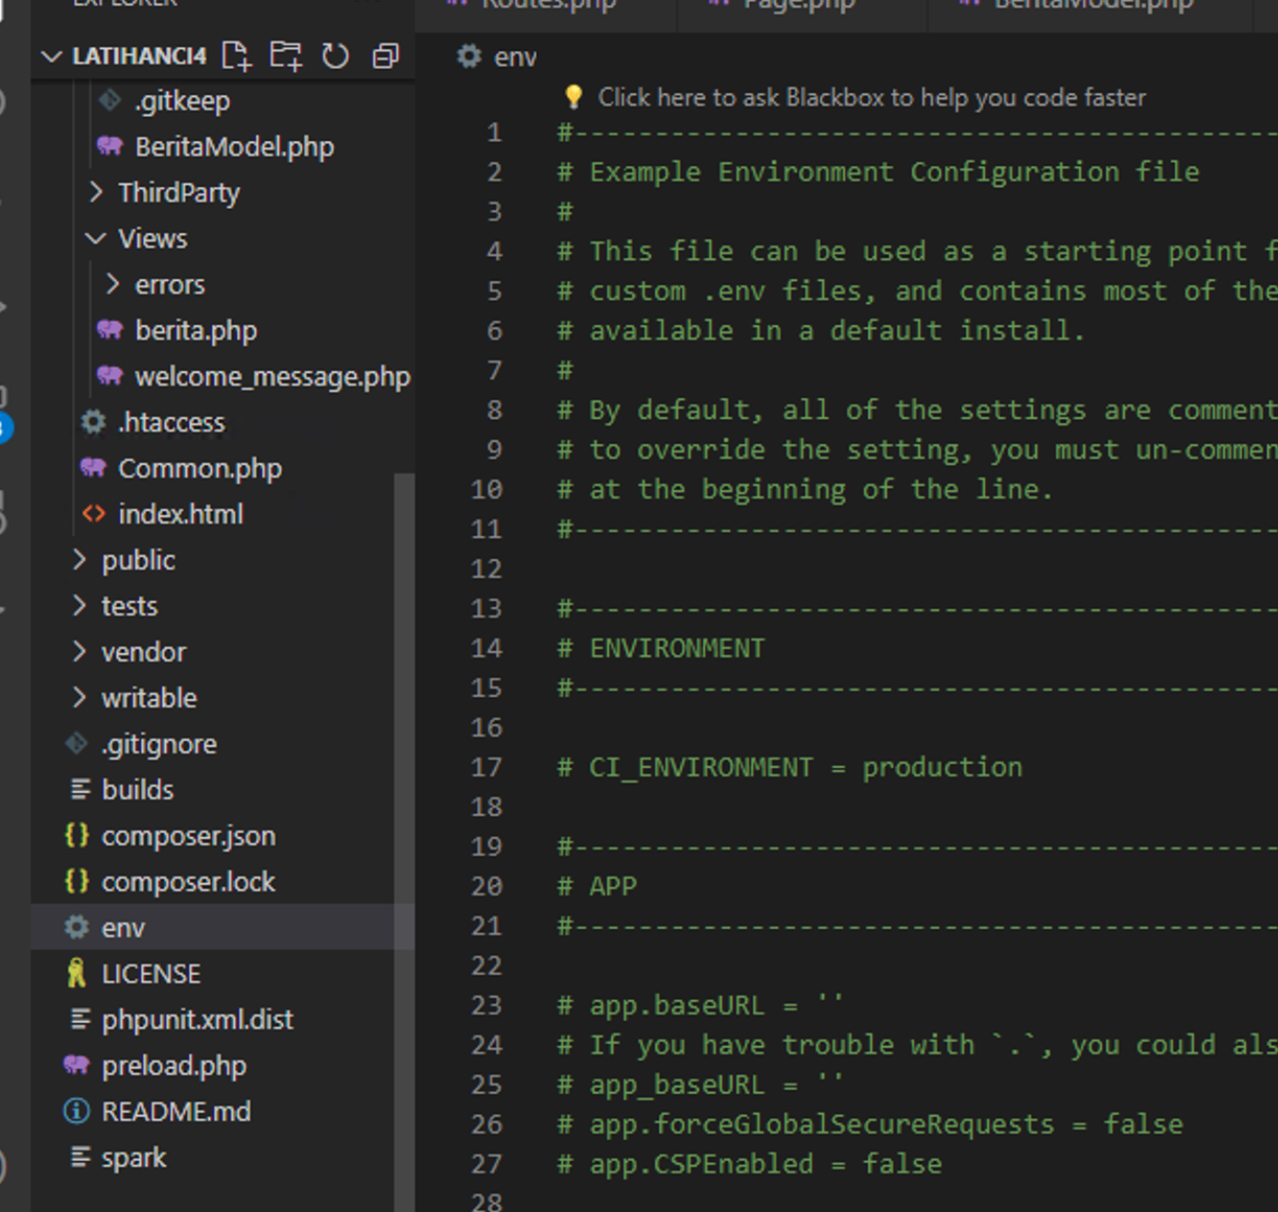 EXPLORER
Routes.php
Page.php
BeritaModel.php
LATIHANCI4
.gitkeep
BeritaModel.php
ThirdParty
Views
errors
berita.php
welcome_message.php
.htaccess
Common.php
index.html
public
tests
vendor
writable
.gitignore
builds
composer.json
composer.lock
env
LICENSE
phpunit.xml.dist
preload.php
README.md
spark
env
Click here to ask Blackbox to help you code faster
1 #--------------------------------------------
2 # Example Environment Configuration file
3 #
4 # This file can be used as a starting point f
5 # custom .env files, and contains most of the
6 # available in a default install.
7 #
8 # By default, all of the settings are comment
9 # to override the setting, you must un-commen
10 # at the beginning of the line.
11 #--------------------------------------------
12
13 #--------------------------------------------
14 # ENVIRONMENT
15 #--------------------------------------------
16
17 # CI_ENVIRONMENT = production
18
19 #--------------------------------------------
20 # APP
21 #--------------------------------------------
22
23 # app.baseURL = ''
24 # If you have trouble with `.`, you could als
25 # app_baseURL = ''
26 # app.forceGlobalSecureRequests = false
27 # app.CSPEnabled = false
28